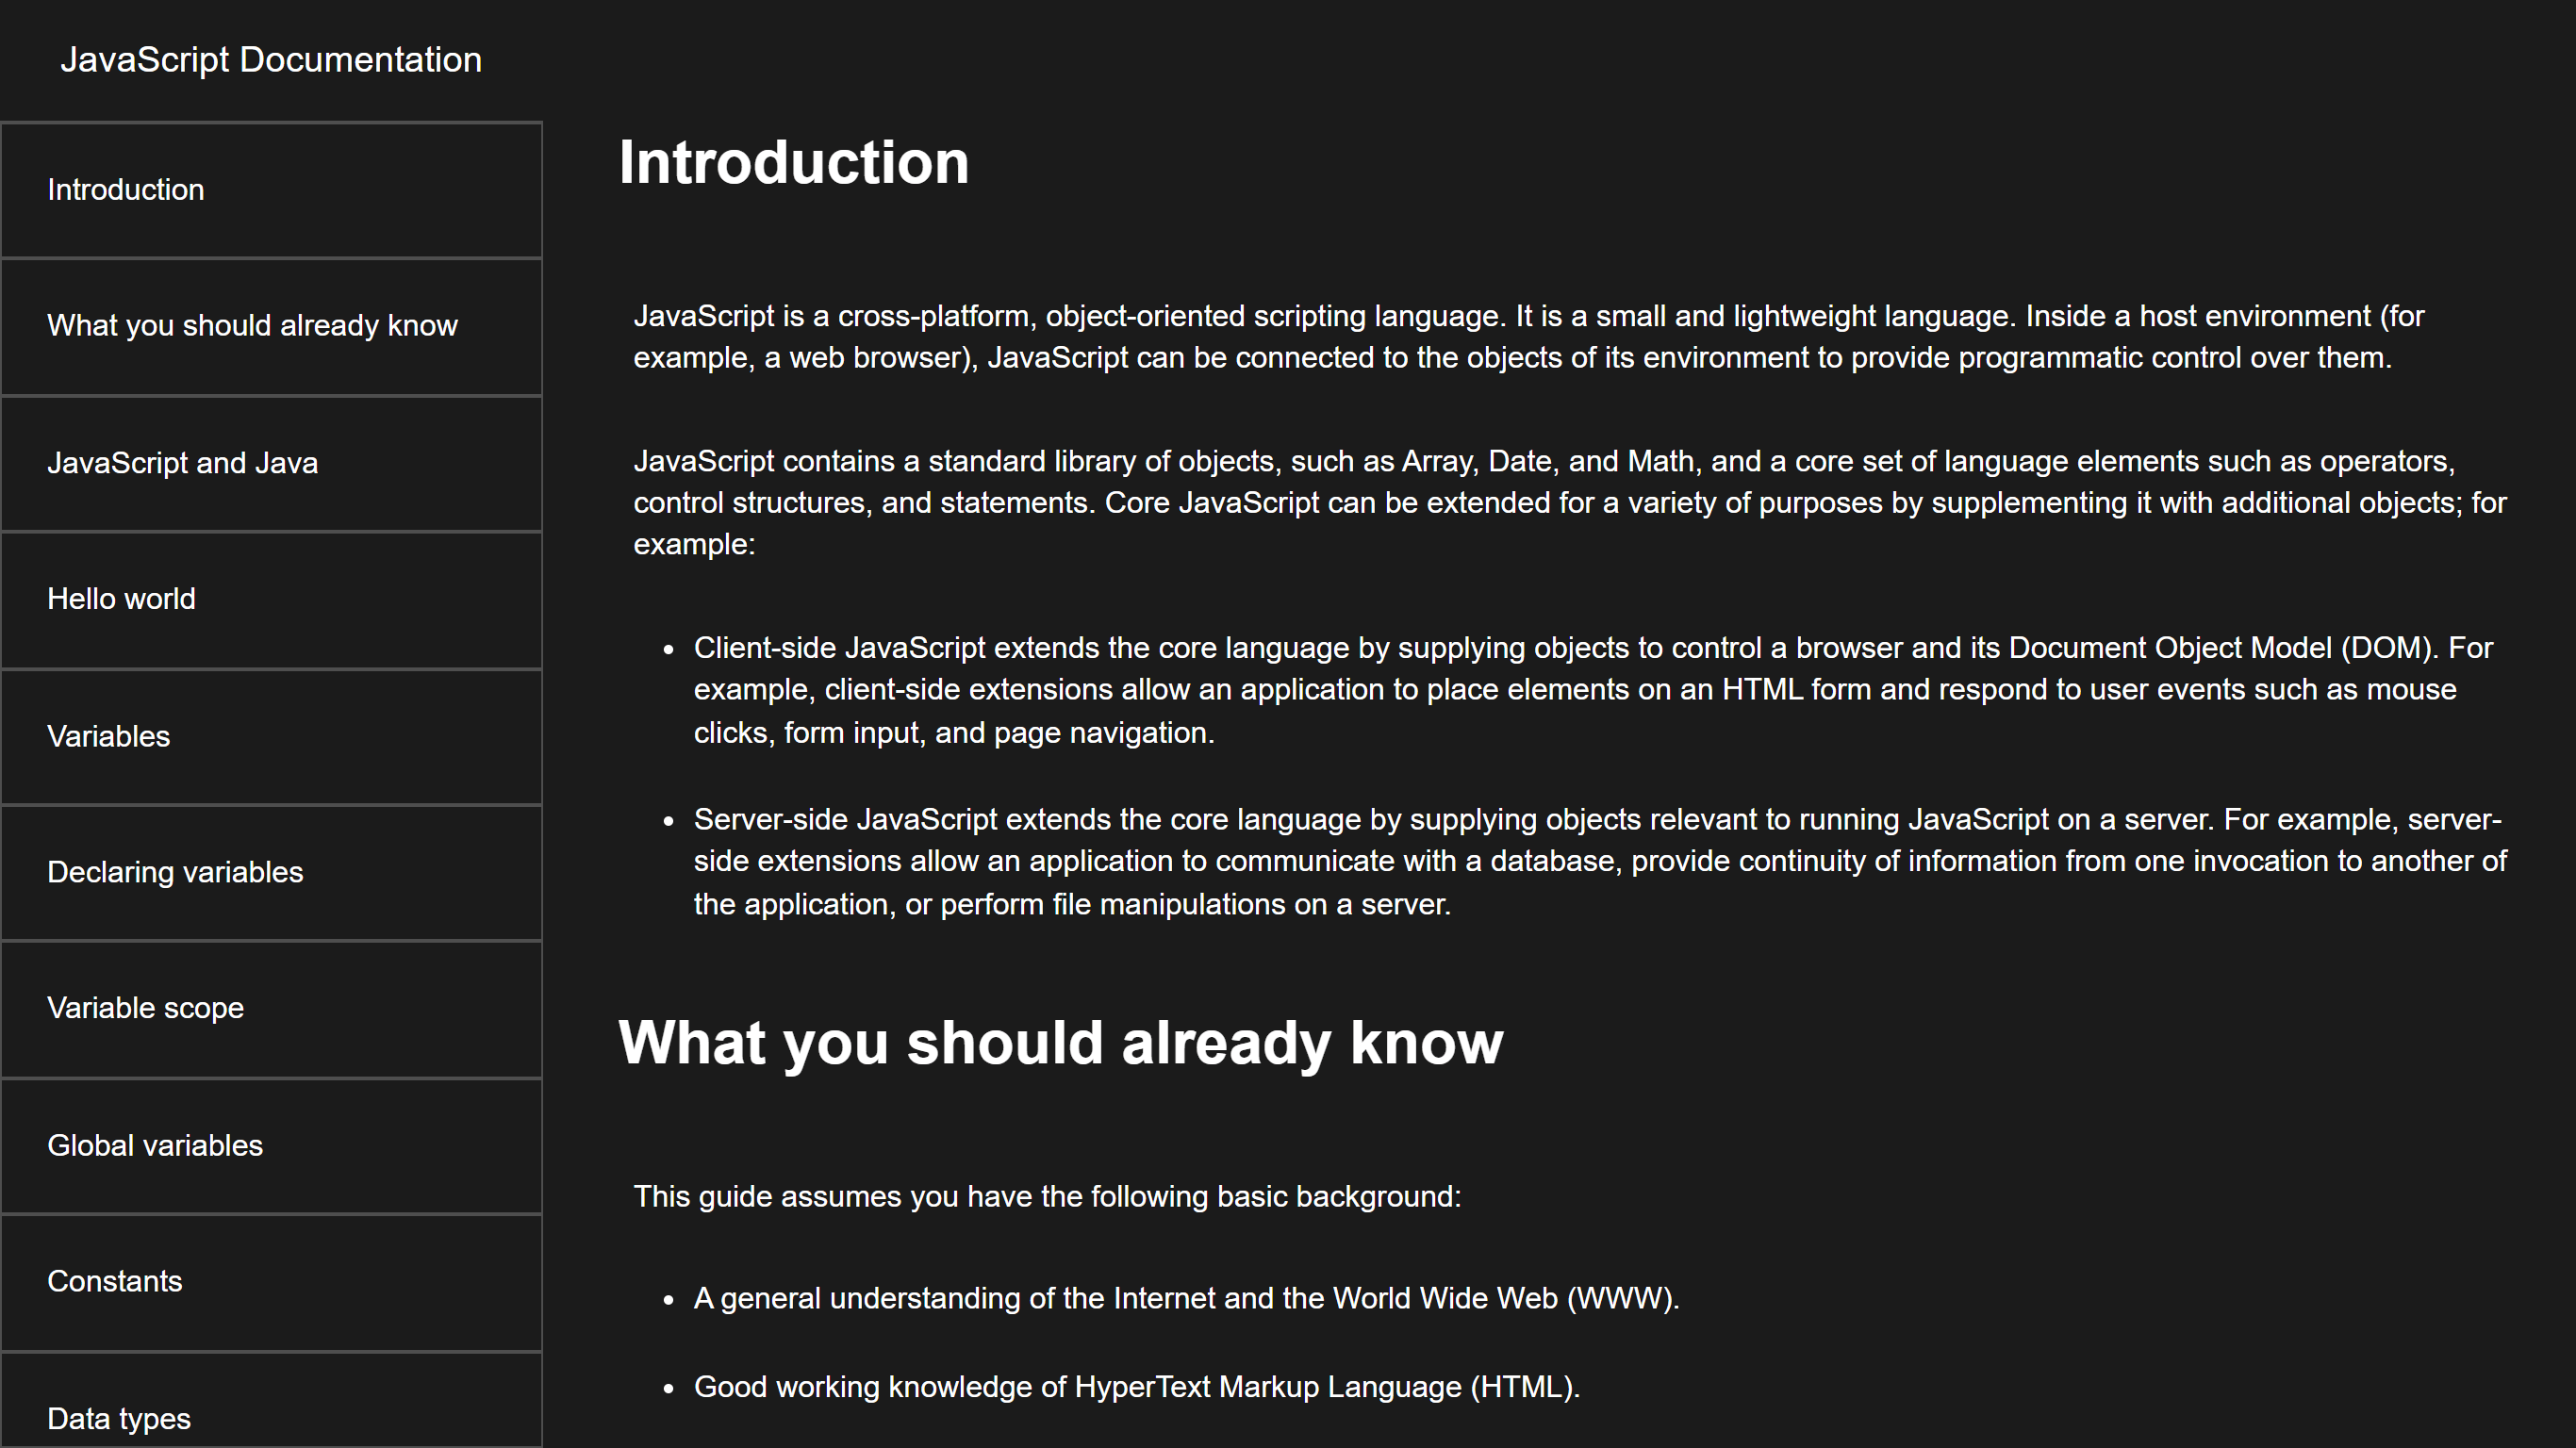 JavaScript Documentation
Introduction
What you should already know
JavaScript and Java
Hello world
Variables
Declaring variables
Variable scope
Global variables
Constants
Data types
Introduction
JavaScript is a cross-platform, object-oriented scripting language. It is a small and lightweight language. Inside a host environment (for
example, a web browser), JavaScript can be connected to the objects of its environment to provide programmatic control over them.
JavaScript contains a standard library of objects, such as Array, Date, and Math, and a core set of language elements such as operators,
control structures, and statements. Core JavaScript can be extended for a variety of purposes by supplementing it with additional objects; for
example:
• Client-side JavaScript extends the core language by supplying objects to control a browser and its Document Object Model (DOM). For
example, client-side extensions allow an application to place elements on an HTML form and respond to user events such as mouse
clicks, form input, and page navigation.
• Server-side JavaScript extends the core language by supplying objects relevant to running JavaScript on a server. For example, server-
side extensions allow an application to communicate with a database, provide continuity of information from one invocation to another of
the application, or perform file manipulations on a server.
What you should already know
This guide assumes you have the following basic background:
• A general understanding of the Internet and the World Wide Web (WWW).
• Good working knowledge of HyperText Markup Language (HTML).